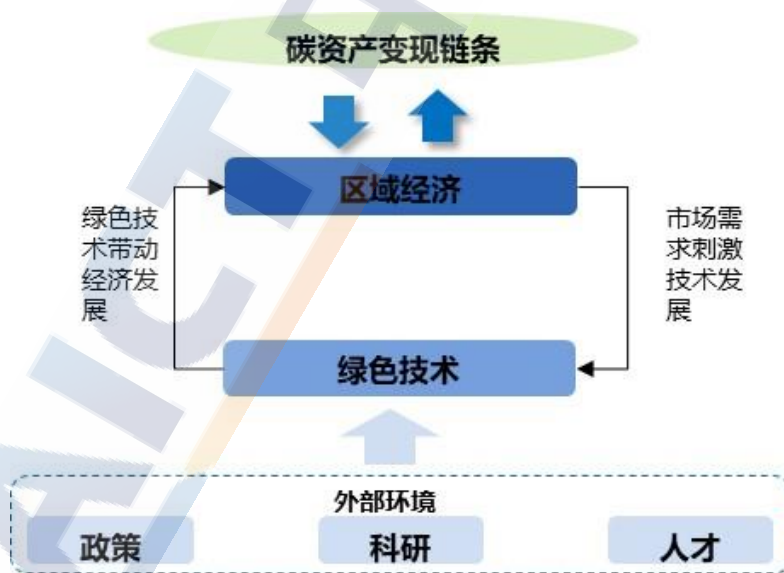 碳资产变现链条
区域经济
绿色技
术带动
经济发
展
市场需
求刺激
技术发
展
绿色技术
外部环境
政策
科研
人才
AICT